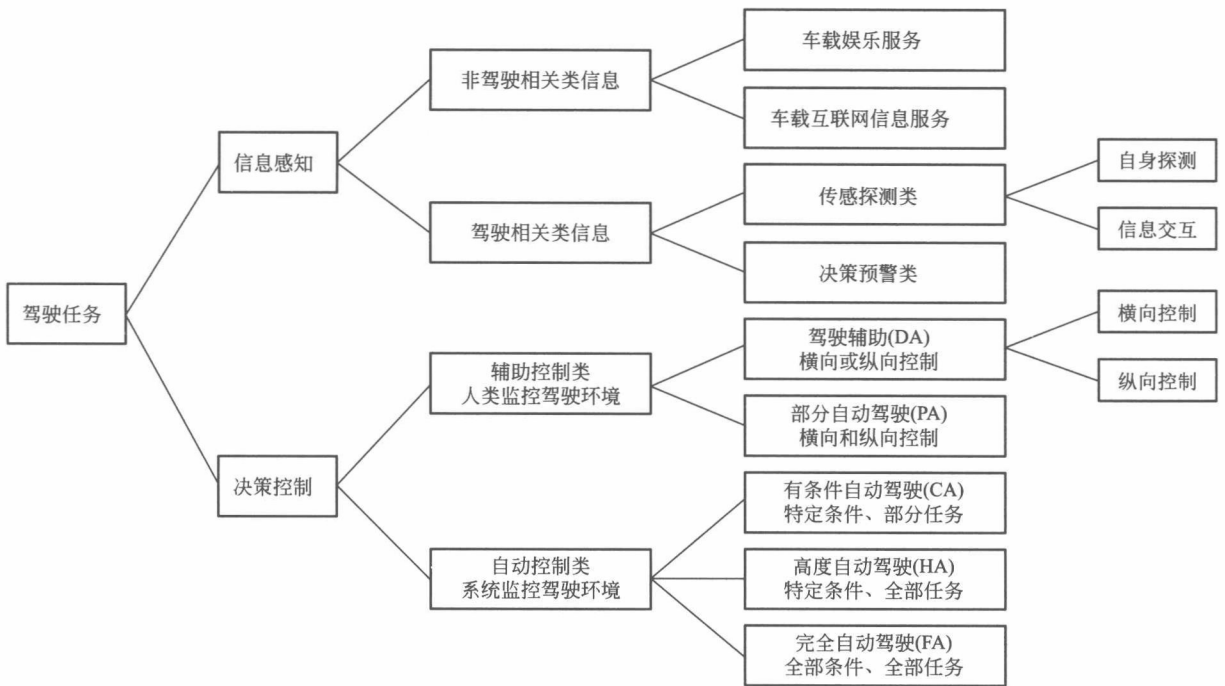 车载娱乐服务
非驾驶相关类信息
车载互联网信息服务
信息感知
自身探测
传感探测类
驾驶相关类信息
信息交互
决策预警类
驾驶任务
横向控制
驾驶辅助(DA)
横向或纵向控制
辅助控制类
人类监控驾驶环境
纵向控制
部分自动驾驶(PA)
横向和纵向控制
决策控制
有条件自动驾驶(CA)
特定条件、部分任务
自动控制类
系统监控驾驶环境
高度自动驾驶(HA)
特定条件、全部任务
完全自动驾驶(FA)
全部条件、全部任务